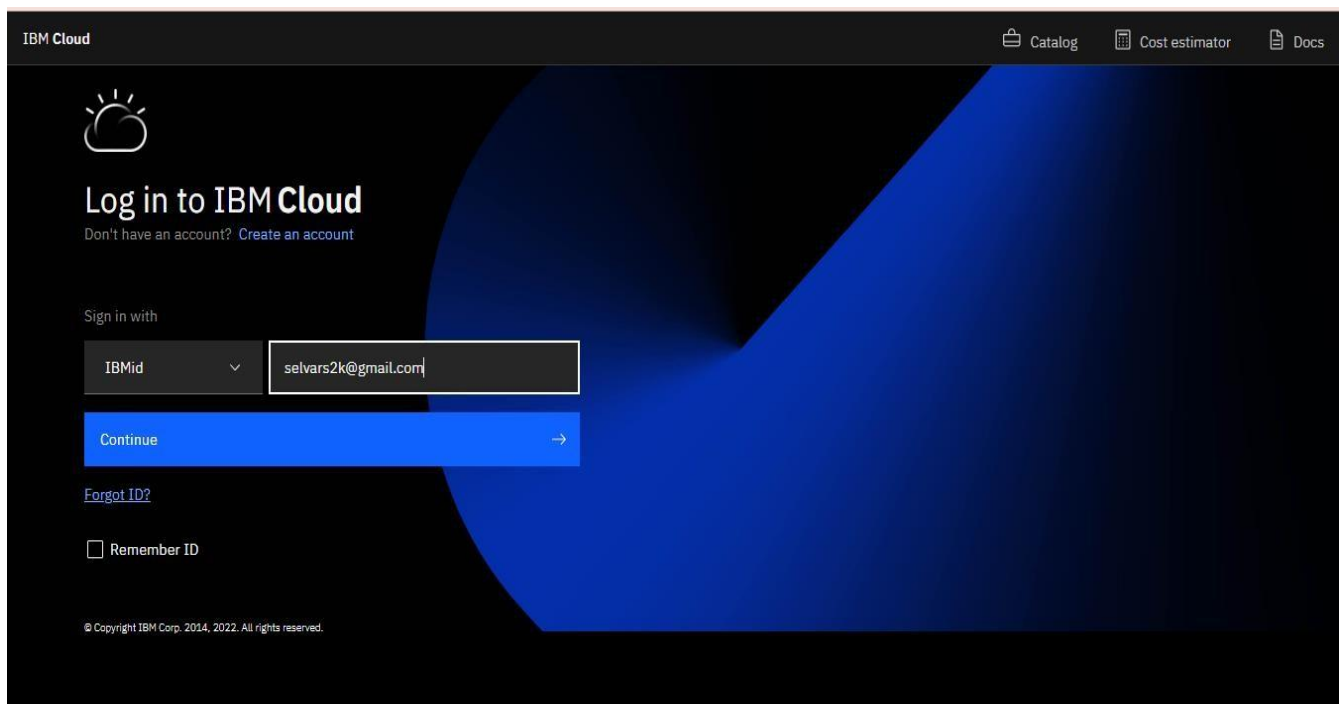 IBM Cloud
Catalog
Cost estimator
Docs
Log in to IBM Cloud
Don't have an account? Create an account
Sign in with
IBMid
selvars2k@gmail.com
Continue
Forgot ID?
Remember ID
© Copyright IBM Corp. 2014, 2022. All rights reserved.